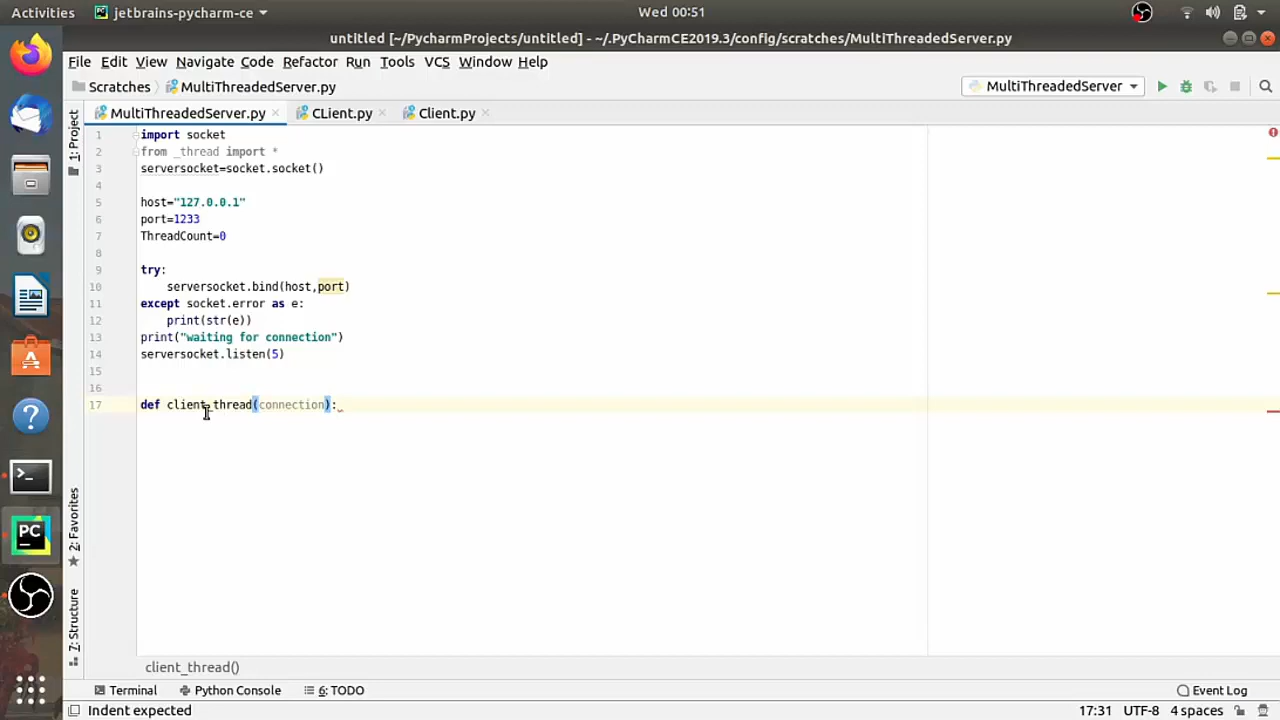 Activities jetbrains-pycharm-ce Wed 00:51
untitled [~/PycharmProjects/untitled] - ~/.PyCharmCE2019.3/config/scratches/MultiThreadedServer.py
File Edit View Navigate Code Refactor Run Tools VCS Window Help
Scratches MultiThreadedServer.py MultiThreadedServer
MultiThreadedServer.py CLient.py Client.py
1: Project
1 import socket
2 from _thread import *
3 serversocket=socket.socket()
4
5 host="127.0.0.1"
6 port=1233
7 ThreadCount=0
8
9 try:
10 serversocket.bind(host,port)
11 except socket.error as e:
12 print(str(e))
13 print("waiting for connection")
14 serversocket.listen(5)
15
16
17 def client_thread(connection):
2: Favorites
7: Structure
client_thread()
Terminal Python Console 6: TODO Event Log
Indent expected 17:31 UTF-8 4 spaces